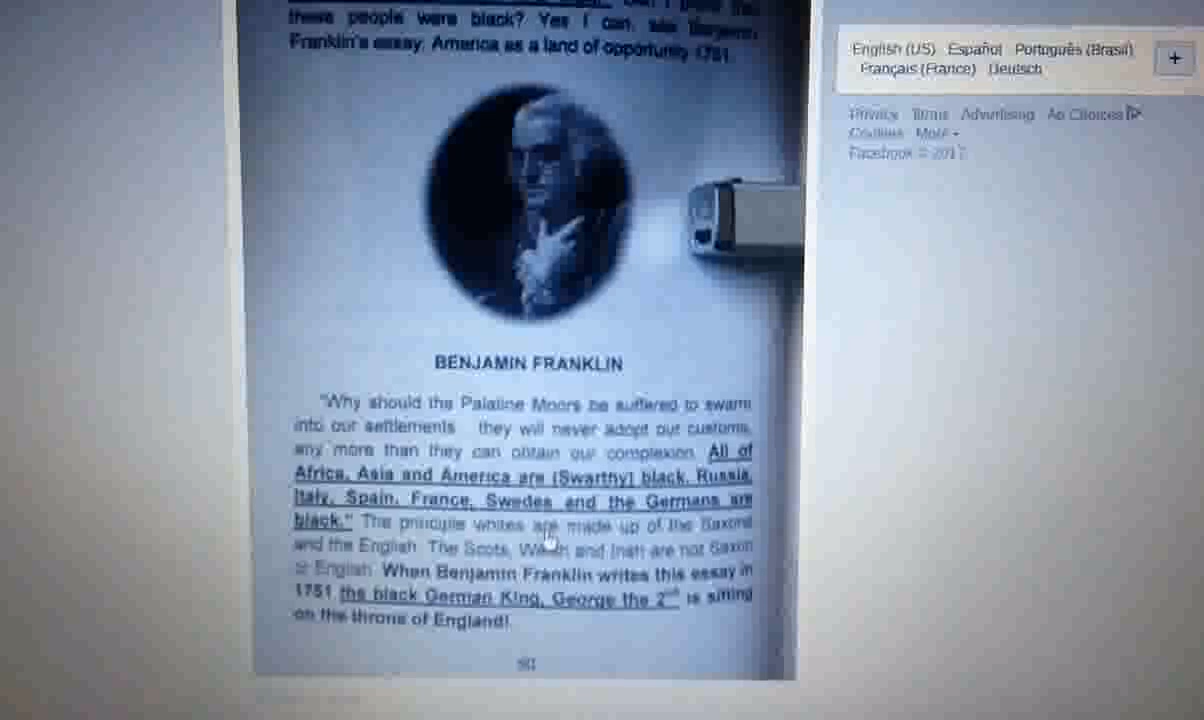 these people were black? Yes I can, see Benjamin
Franklin's essay. America as a land of opportunity 1751.
BENJAMIN FRANKLIN
"Why should the Palatine Moors be suffered to swarm
into our settlements they will never adopt our customs,
any more than they can obtain our complexion. All of
Africa, Asia and America are [Swarthy] black. Russia,
Italy, Spain, France, Swedes and the Germans are
black." The principle whites are made up of the Saxons
and the English. The Scots, Welsh and Irish are not Saxon
or English. When Benjamin Franklin writes this essay in
1751 the black German King, George the 2nd is sitting
on the throne of England!
English (US) Español Português (Brasil)
Français (France) Deutsch
+
Privacy Terms Advertising Ad Choices
Cookies More
Facebook © 2017